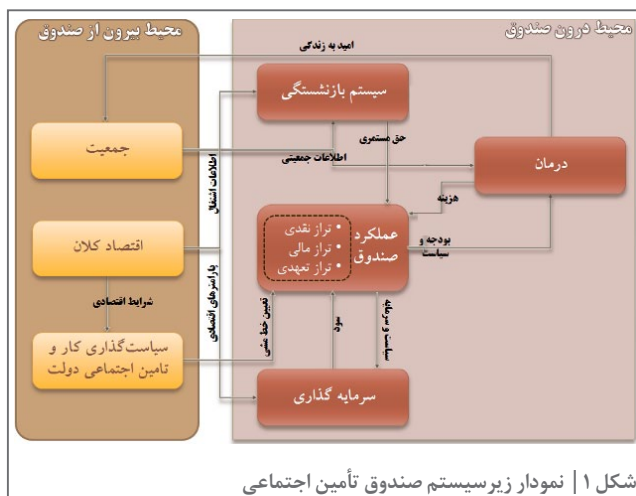 محیط درون صندوق
محیط بیرون از صندوق
امید به زندگی
سیستم بازنشستگی
جمعیت
حق مستمری
اطلاعات جمعیتی
درمان
اطلاعات اشتغال
هزینه
عملکرد
صندوق
• تراز نقدی
• تراز مالی
• تراز تعهدی
بودجه و
سیاست
اقتصاد کلان
شرایط اقتصادی
پارامترهای اقتصادی
تعیین خط مشی
سود
سیاست و سرمایه
سیاست‌گذاری کار و
تامین اجتماعی دولت
سرمایه گذاری
شکل ۱ | نمودار زیرسیستم صندوق تأمین اجتماعی